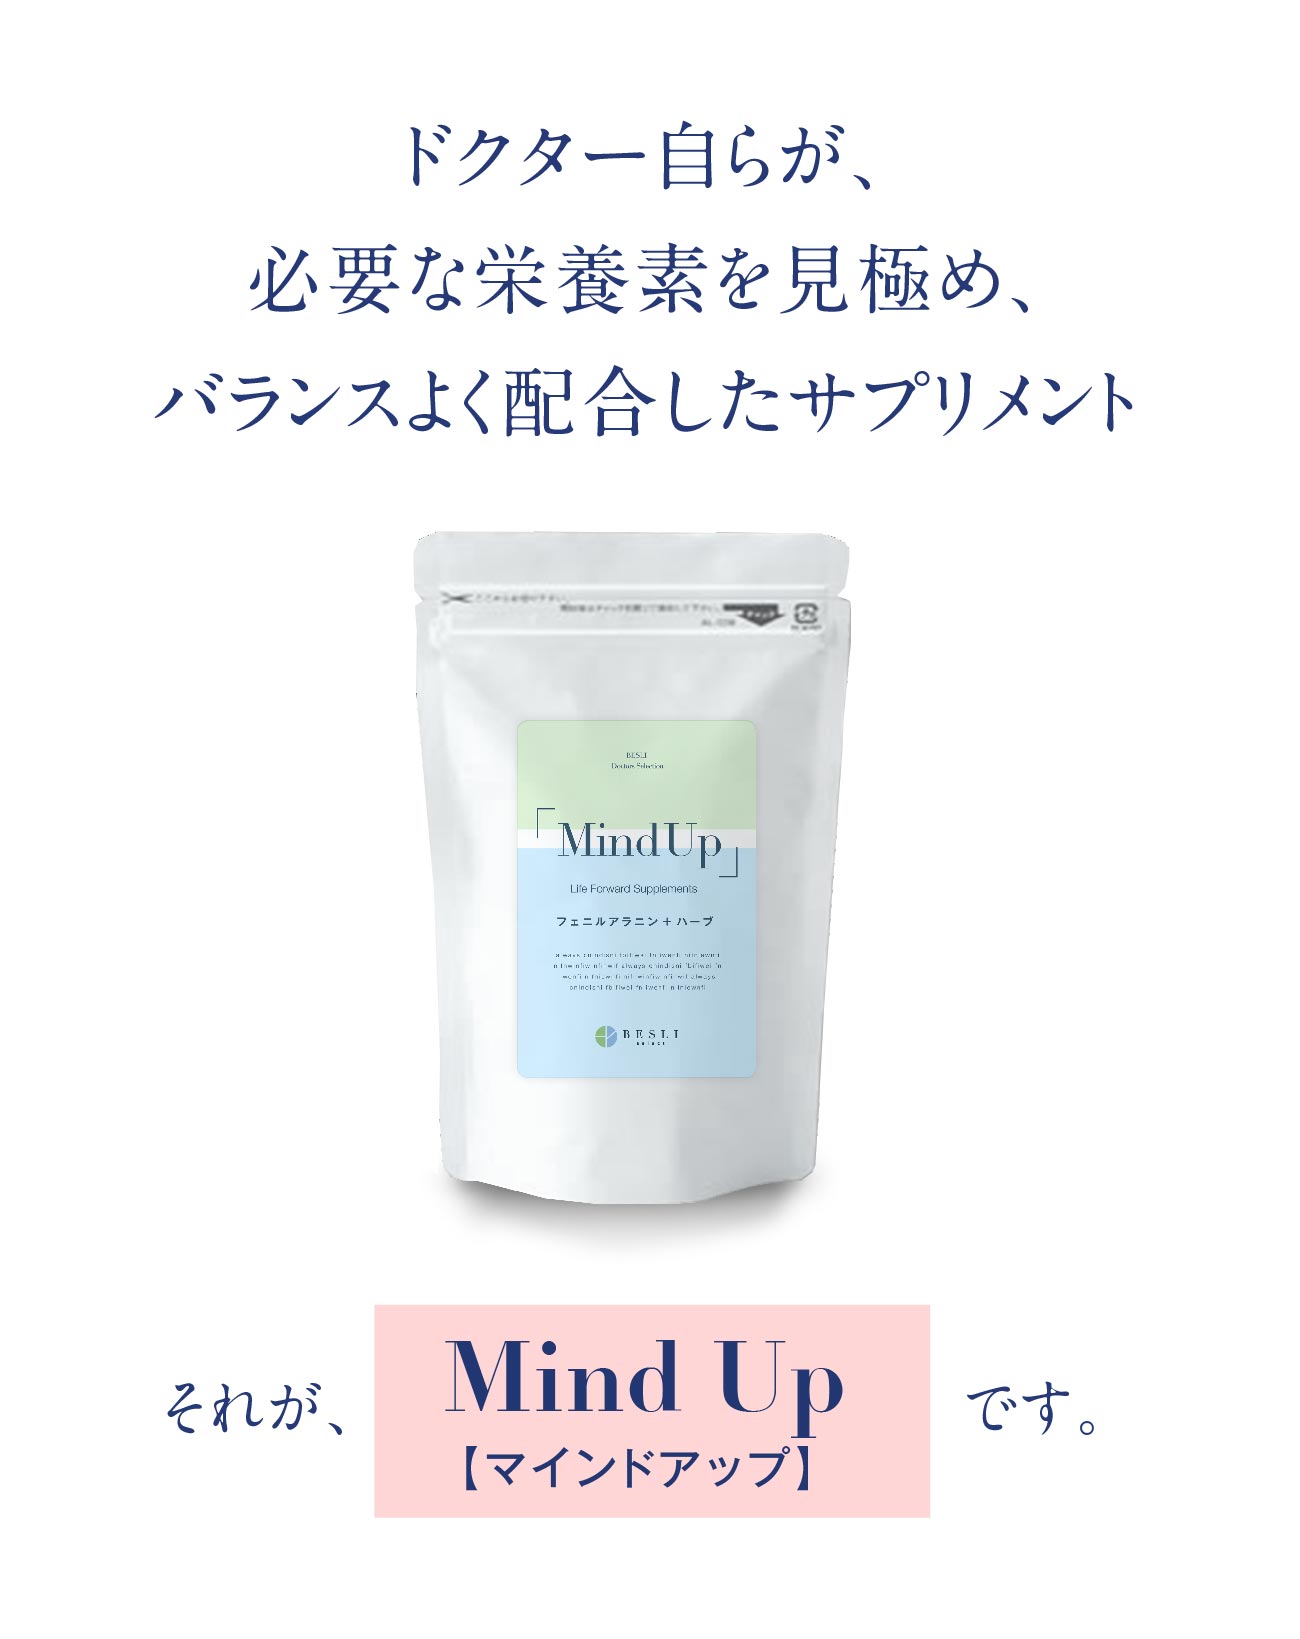 ドクター自らが、
必要な栄養素を見極め、
バランスよく配合したサプリメント
BESLI
Doctors Selection
「Mind Up」
Life Forward Supplements
フェニルアラニン + ハーブ
BESLI
それが、Mind Upです。
【マインドアップ】